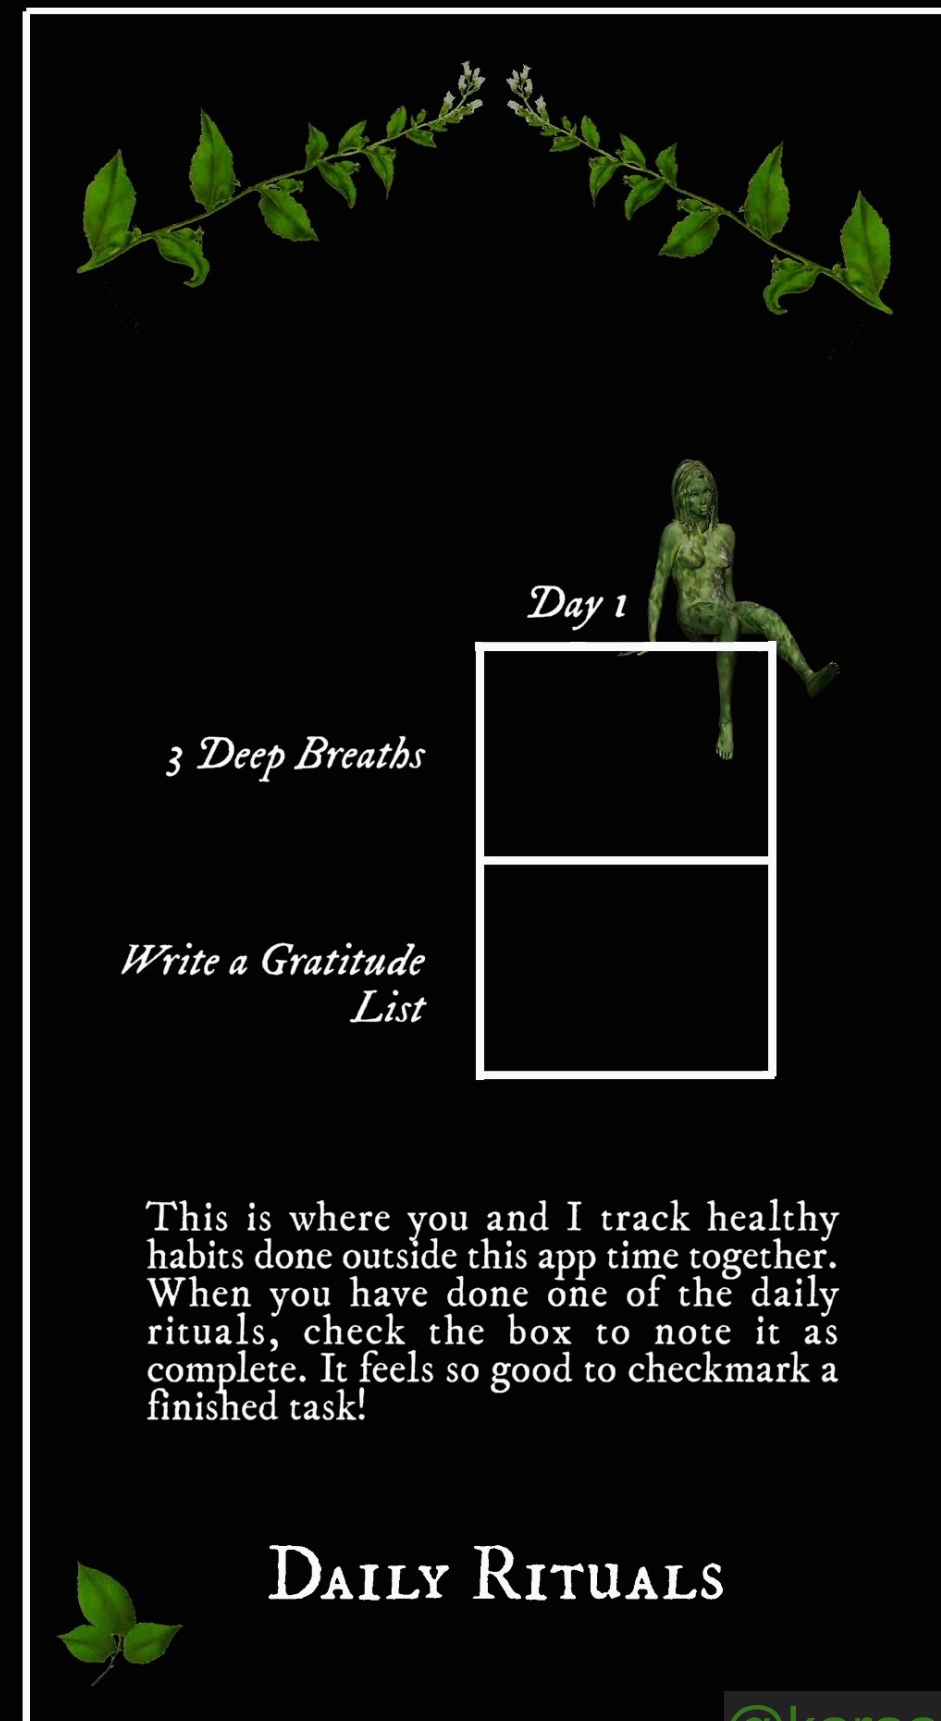 Day 1
3 Deep Breaths
Write a Gratitude
List
This is where you and I track healthy
habits done outside this app time together.
When you have done one of the daily
rituals, check the box to note it as
complete. It feels so good to checkmark a
finished task!
Daily Rituals